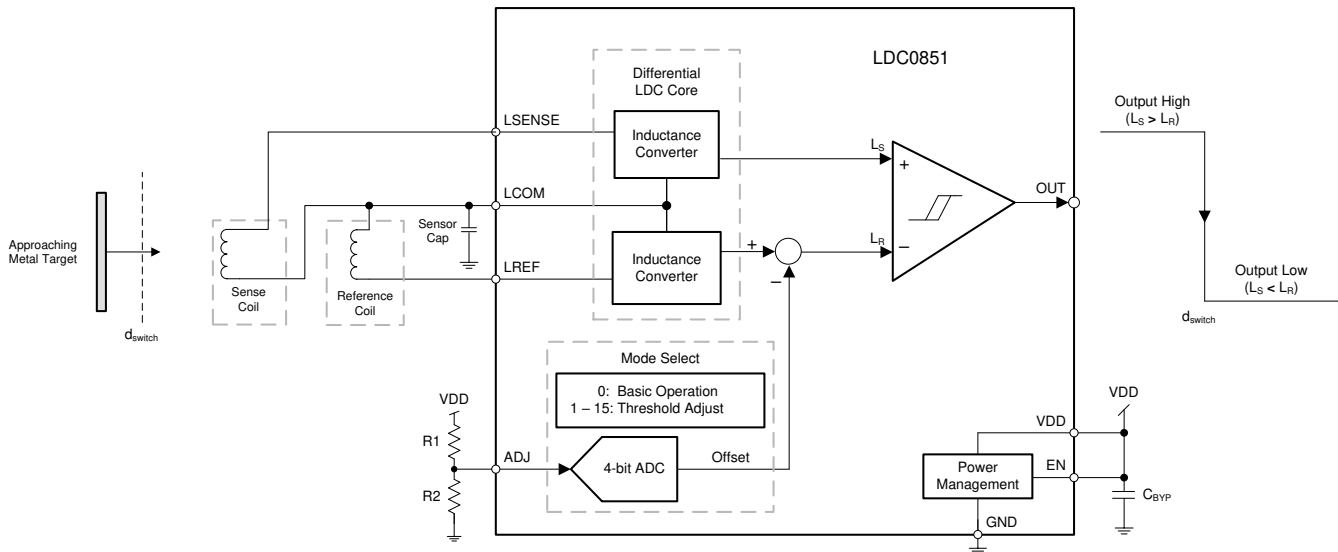 LDC0851
Differential
LDC Core
LSENSE
Inductance
Converter
LCOM
Sensor
Cap
LREF
Inductance
Converter
Approaching
Metal Target
dswitch
Sense
Coil
Reference
Coil
LS
+
LR
−
+
−
OUT
Output High
(LS > LR)
Output Low
(LS < LR)
dswitch
Mode Select
0: Basic Operation
1 – 15: Threshold Adjust
VDD
R1
R2
ADJ
4-bit ADC
Offset
VDD
VDD
EN
Power
Management
CBYP
GND